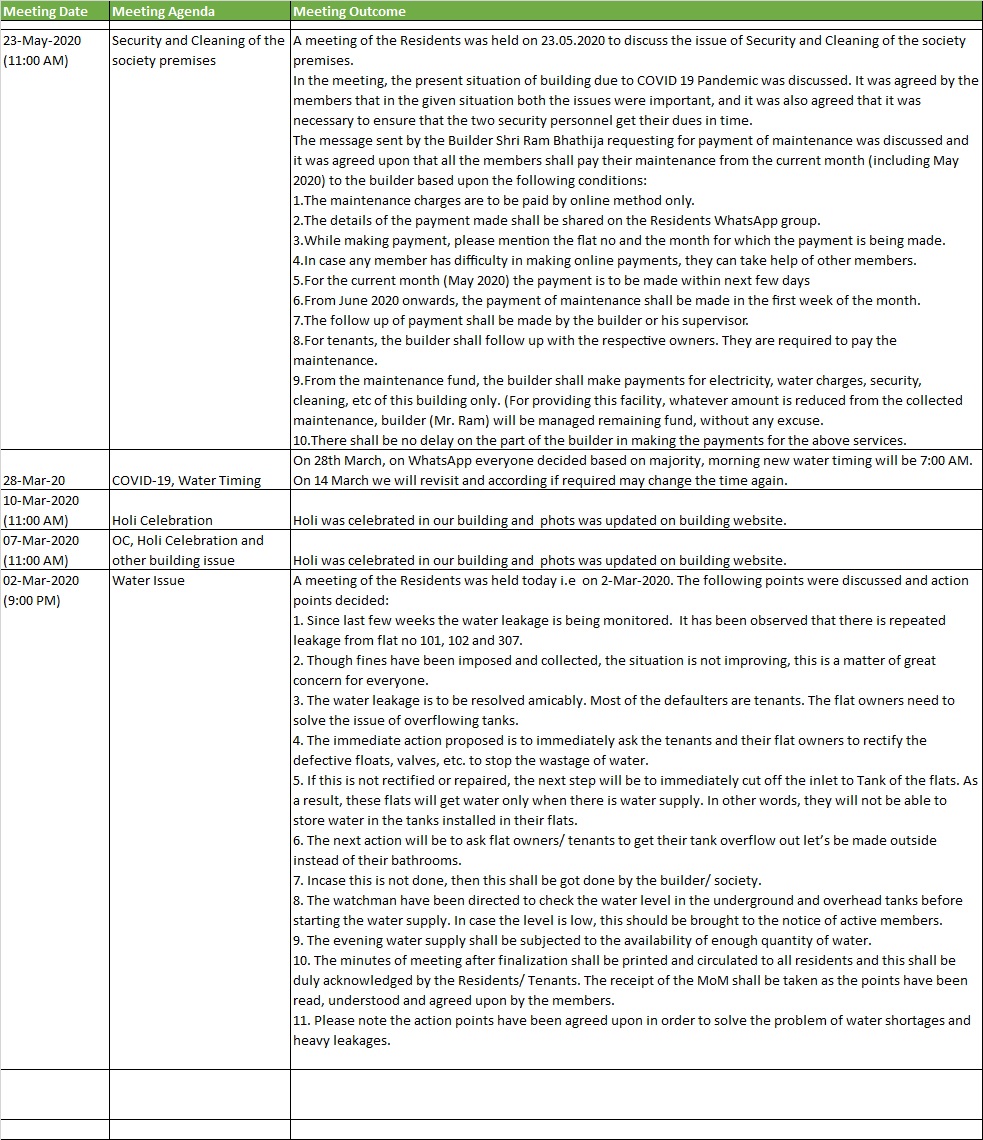 Meeting Date Meeting Agenda Meeting Outcome
23-May-2020 Security and Cleaning of the A meeting of the Residents was held on 23.05.2020 to discuss the issue of Security and Cleaning of the society
(11:00 AM) society premises premises.
In the meeting, the present situation of building due to COVID 19 Pandemic was discussed. It was agreed by the
members that in the given situation both the issues were important, and it was also agreed that it was
necessary to ensure that the two security personnel get their dues in time.
The message sent by the Builder Shri Ram Bhathija requesting for payment of maintenance was discussed and
it was agreed upon that all the members shall pay their maintenance from the current month (including May
2020) to the builder based upon the following conditions:
1.The maintenance charges are to be paid by online method only.
2.The details of the payment made shall be shared on the Residents WhatsApp group.
3.While making payment, please mention the flat no and the month for which the payment is being made.
4.In case any member has difficulty in making online payments, they can take help of other members.
5.For the current month (May 2020) the payment is to be made within next few days
6.From June 2020 onwards, the payment of maintenance shall be made in the first week of the month.
7.The follow up of payment shall be made by the builder or his supervisor.
8.For tenants, the builder shall follow up with the respective owners. They are required to pay the
maintenance.
9.From the maintenance fund, the builder shall make payments for electricity, water charges, security,
cleaning, etc of this building only. (For providing this facility, whatever amount is reduced from the collected
maintenance, builder (Mr. Ram) will be managed remaining fund, without any excuse.
10.There shall be no delay on the part of the builder in making the payments for the above services.
On 28th March, on WhatsApp everyone decided based on majority, morning new water timing will be 7:00 AM.
28-Mar-20 COVID-19, Water Timing On 14 March we will revisit and according if required may change the time again.
10-Mar-2020
(11:00 AM) Holi Celebration Holi was celebrated in our building and  phots was updated on building website.
07-Mar-2020 OC, Holi Celebration and
(11:00 AM) other building issue Holi was celebrated in our building and  phots was updated on building website.
02-Mar-2020 Water Issue A meeting of the Residents was held today i.e  on 2-Mar-2020. The following points were discussed and action
(9:00 PM) points decided:
1. Since last few weeks the water leakage is being monitored.  It has been observed that there is repeated
leakage from flat no 101, 102 and 307.
2. Though fines have been imposed and collected, the situation is not improving, this is a matter of great
concern for everyone.
3. The water leakage is to be resolved amicably. Most of the defaulters are tenants. The flat owners need to
solve the issue of overflowing tanks.
4. The immediate action proposed is to immediately ask the tenants and their flat owners to rectify the
defective floats, valves, etc. to stop the wastage of water.
5. If this is not rectified or repaired, the next step will be to immediately cut off the inlet to Tank of the flats. As
a result, these flats will get water only when there is water supply. In other words, they will not be able to
store water in the tanks installed in their flats.
6. The next action will be to ask flat owners/ tenants to get their tank overflow out let’s be made outside
instead of their bathrooms.
7. Incase this is not done, then this shall be got done by the builder/ society.
8. The watchman have been directed to check the water level in the underground and overhead tanks before
starting the water supply. In case the level is low, this should be brought to the notice of active members.
9. The evening water supply shall be subjected to the availability of enough quantity of water.
10. The minutes of meeting after finalization shall be printed and circulated to all residents and this shall be
duly acknowledged by the Residents/ Tenants. The receipt of the MoM shall be taken as the points have been
read, understood and agreed upon by the members.
11. Please note the action points have been agreed upon in order to solve the problem of water shortages and
heavy leakages.